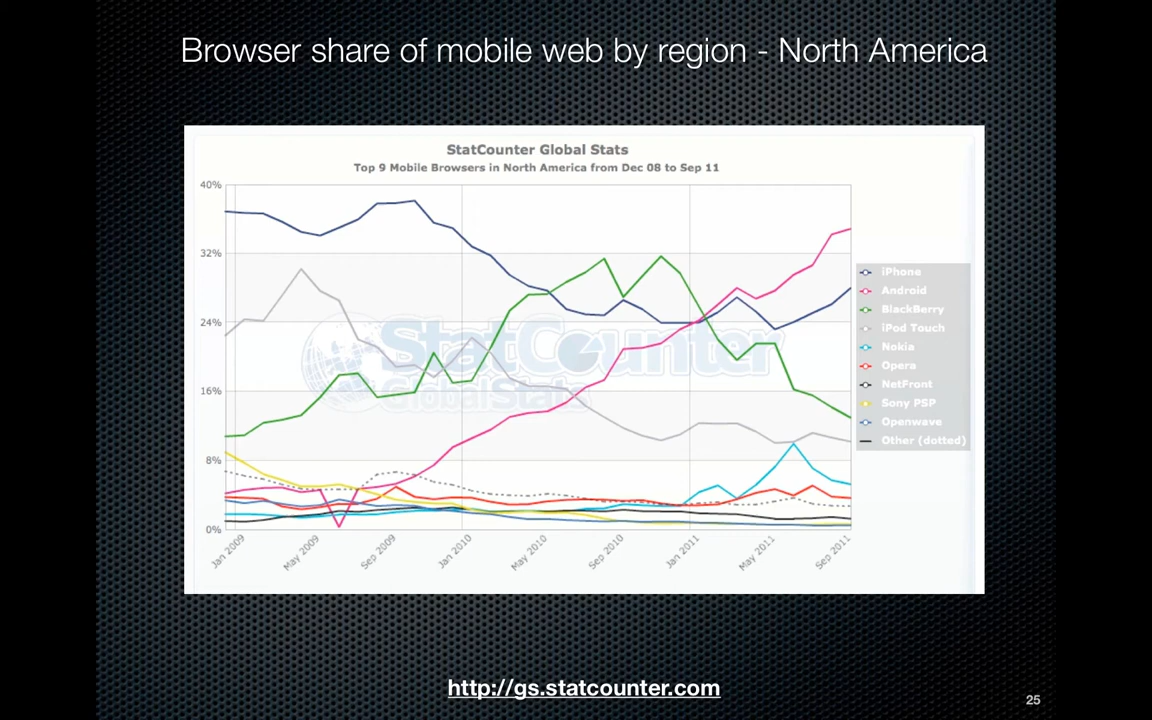 Browser share of mobile web by region - North America
StatCounter Global Stats
Top 9 Mobile Browsers in North America from Dec 08 to Sep 11
40%
32%
24%
16%
8%
0%
Jan 2009
May 2009
Sep 2009
Jan 2010
May 2010
Sep 2010
Jan 2011
May 2011
Sep 2011
StatCounter
GlobalStats
iPhone
Android
BlackBerry
iPod Touch
Nokia
Opera
NetFront
Sony PSP
Openwave
Other (dotted)
http://gs.statcounter.com
25